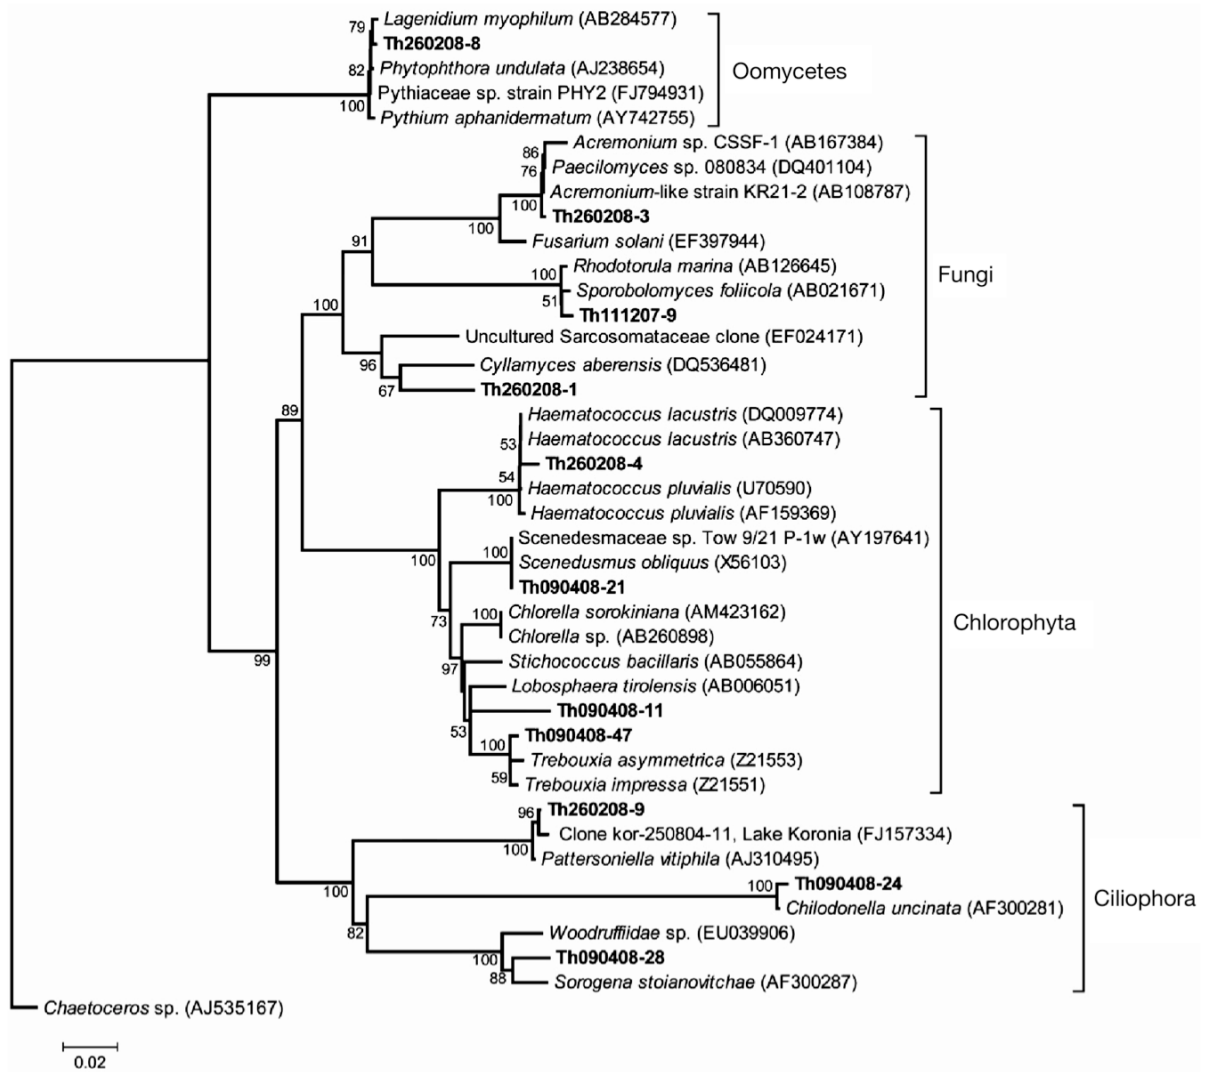 79
Lagenidium myophilum (AB284577)
Th260208-8
82
Phytophthora undulata (AJ238654)
Oomycetes
Pythiaceae sp. strain PHY2 (FJ794931)
100
Pythium aphanidermatum (AY742755)
Acremonium sp. CSSF-1 (AB167384)
86
Paecilomyces sp. 080834 (DQ401104)
76
Acremonium-like strain KR21-2 (AB108787)
100
Th260208-3
100
Fusarium solani (EF397944)
91
Rhodotorula marina (AB126645)
100
Fungi
Sporobolomyces foliicola (AB021671)
51
Th111207-9
100
Uncultured Sarcosomataceae clone (EF024171)
96
Cyllamyces aberensis (DQ536481)
67
Th260208-1
89
Haematococcus lacustris (DQ009774)
53
Haematococcus lacustris (AB360747)
Th260208-4
54
Haematococcus pluvialis (U70590)
100
Haematococcus pluvialis (AF159369)
Scenedesmaceae sp. Tow 9/21 P-1w (AY197641)
100
100
Scenedusmus obliquus (X56103)
Th090408-21
73
100
Chlorella sorokiniana (AM423162)
Chlorophyta
Chlorella sp. (AB260898)
99
97
Stichococcus bacillaris (AB055864)
Lobosphaera tirolensis (AB006051)
Th090408-11
53
Th090408-47
100
Trebouxia asymmetrica (Z21553)
59
Trebouxia impressa (Z21551)
96
Th260208-9
Clone kor-250804-11, Lake Koronia (FJ157334)
100
Pattersoniella vitiphila (AJ310495)
100
100
Th090408-24
Ciliophora
Chilodonella uncinata (AF300281)
82
Woodruffiidae sp. (EU039906)
100
Th090408-28
88
Sorogena stoianovitchae (AF300287)
Chaetoceros sp. (AJ535167)
0.02